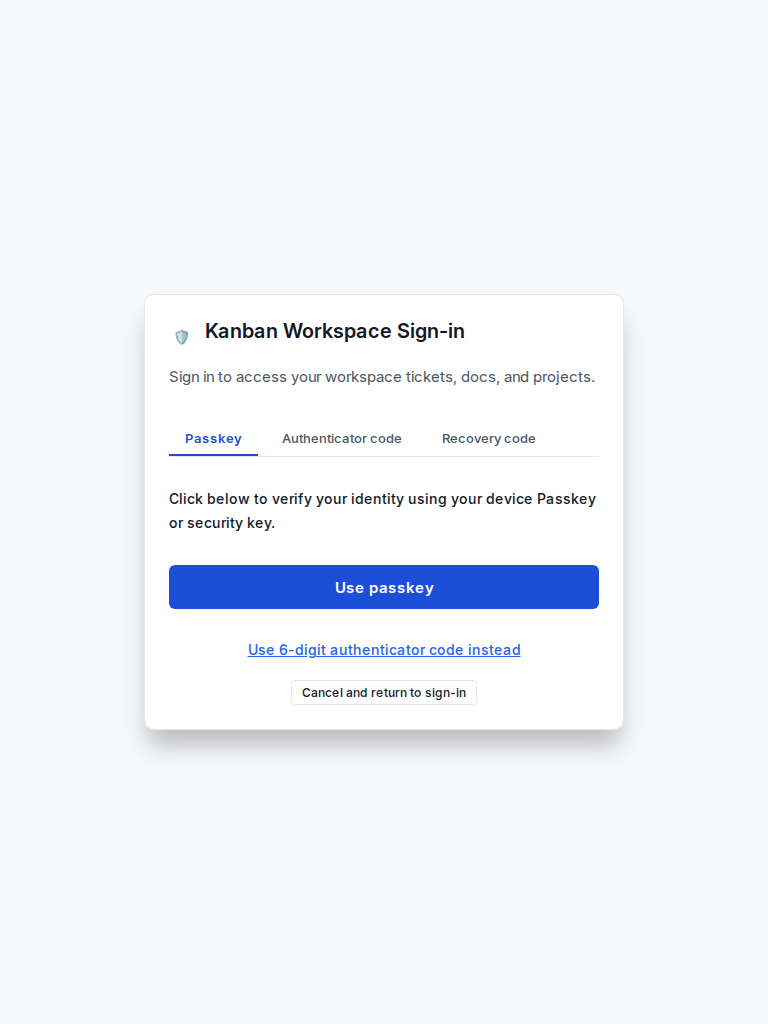 Kanban Workspace Sign-in
Sign in to access your workspace tickets, docs, and projects.
Passkey Authenticator code Recovery code
Click below to verify your identity using your device Passkey
or security key.
Use passkey
Use 6-digit authenticator code instead
Cancel and return to sign-in